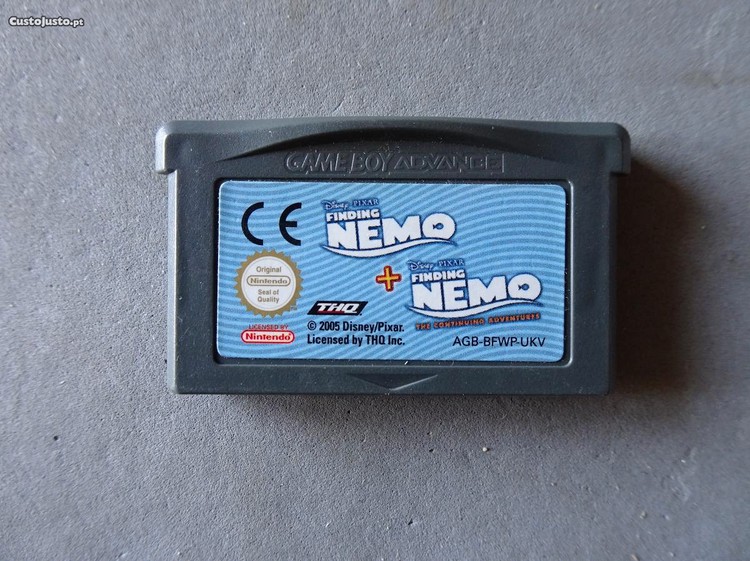 CustoJusto.pt
GAME BOY ADVANCE
CE
Disney PIXAR
FINDING
NEMO
+
Disney PIXAR
FINDING
NEMO
THE CONTINUING ADVENTURES
Original
Nintendo
Seal of
Quality
THQ
LICENSED BY
Nintendo
© 2005 Disney/Pixar.
Licensed by THQ Inc.
AGB-BFWP-UKV